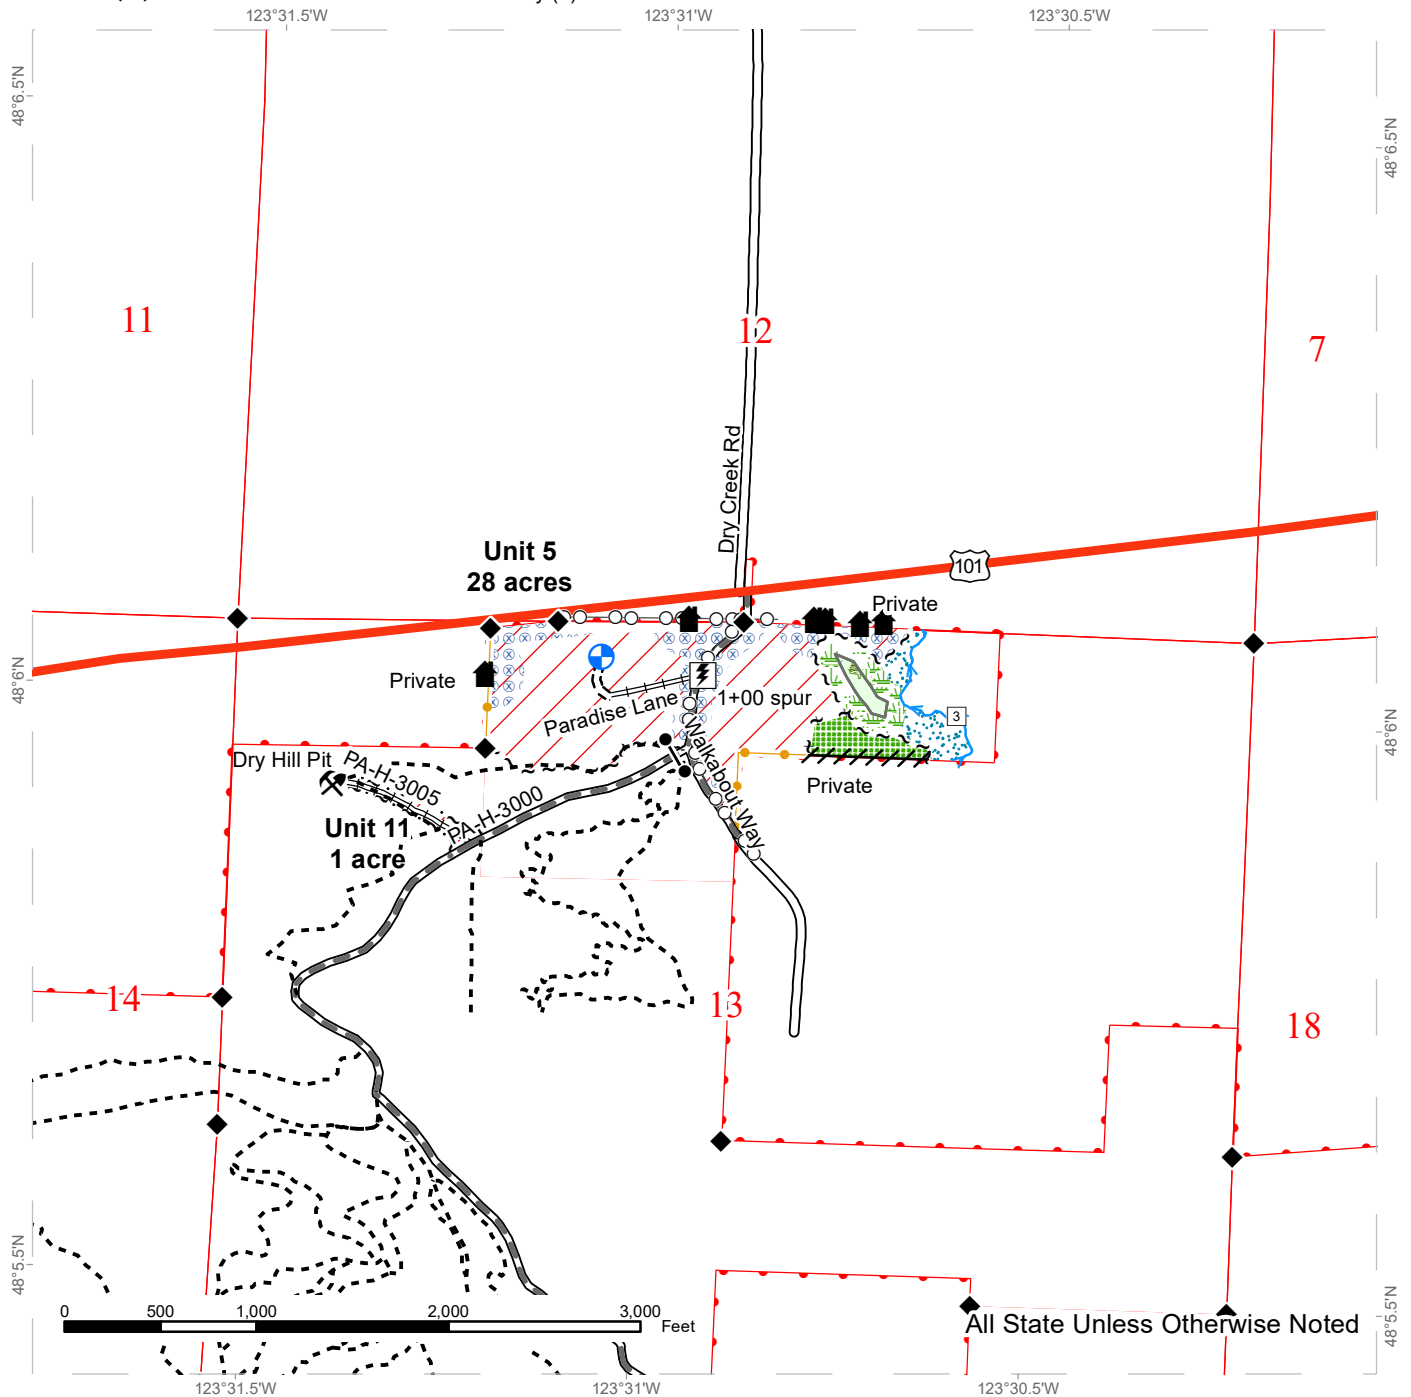 123°31.5'W
123°31'W
123°30.5'W
48°6.5'N
48°6.5'N
11
12
7
Dry Creek Rd
Unit 5
28 acres
101
Private
Private
48°6'N
1+00 spur
Paradise Lane
3
48°6'N
Walkabout Way
Dry Hill Pit
PA-H-3005
PA-H-3000
Private
Unit 11
1 acre
14
13
18
48°5.5'N
48°5.5'N
0
500
1,000
2,000
3,000
Feet
All State Unless Otherwise Noted
123°31.5'W
123°31'W
123°30.5'W